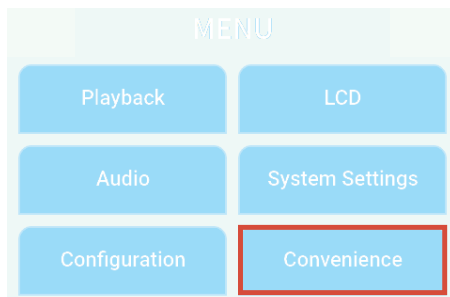 MENU
Playback
LCD
Audio
System Settings
Configuration
Convenience